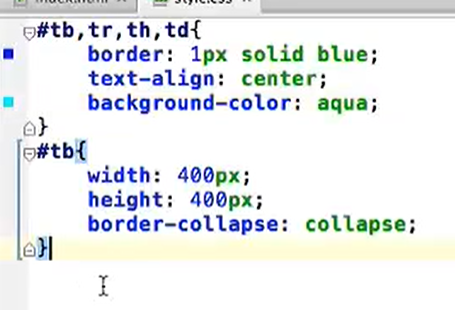 index.html
style.css
#tb,tr,th,td{
border: 1px solid blue;
text-align: center;
background-color: aqua;
}
#tb{
width: 400px;
height: 400px;
border-collapse: collapse;
}